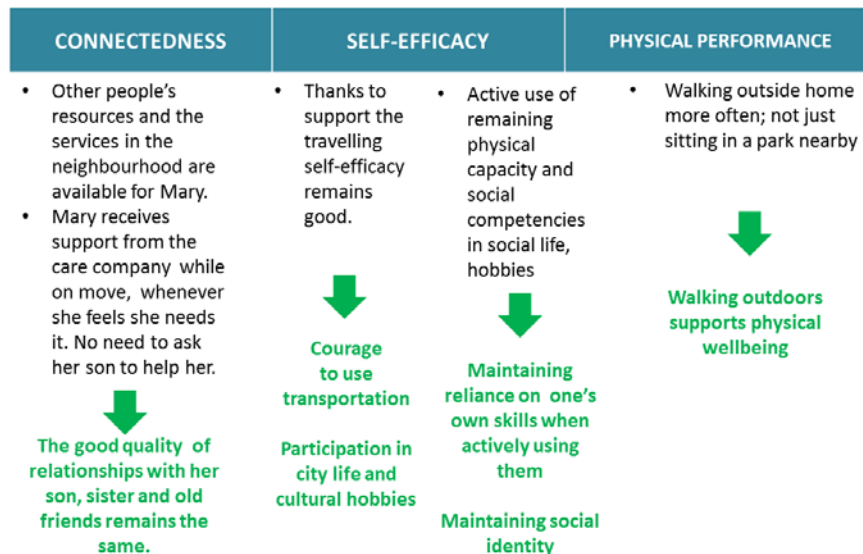 CONNECTEDNESS
SELF-EFFICACY
PHYSICAL PERFORMANCE
• Other people's
resources and the
services in the
neighbourhood are
available for Mary.
• Mary receives
support from the
care company while
on move, whenever
she feels she needs
it. No need to ask
her son to help her.
The good quality of
relationships with her
son, sister and old
friends remains the
same.
• Thanks to
support the
travelling
self-efficacy
remains
good.
Courage
to use
transportation
Participation in
city life and
cultural hobbies
• Active use of
remaining
physical
capacity and
social
competencies
in social life,
hobbies
Maintaining
reliance on one's
own skills when
actively using
them
Maintaining social
identity
• Walking outside home
more often; not just
sitting in a park nearby
Walking outdoors
supports physical
wellbeing